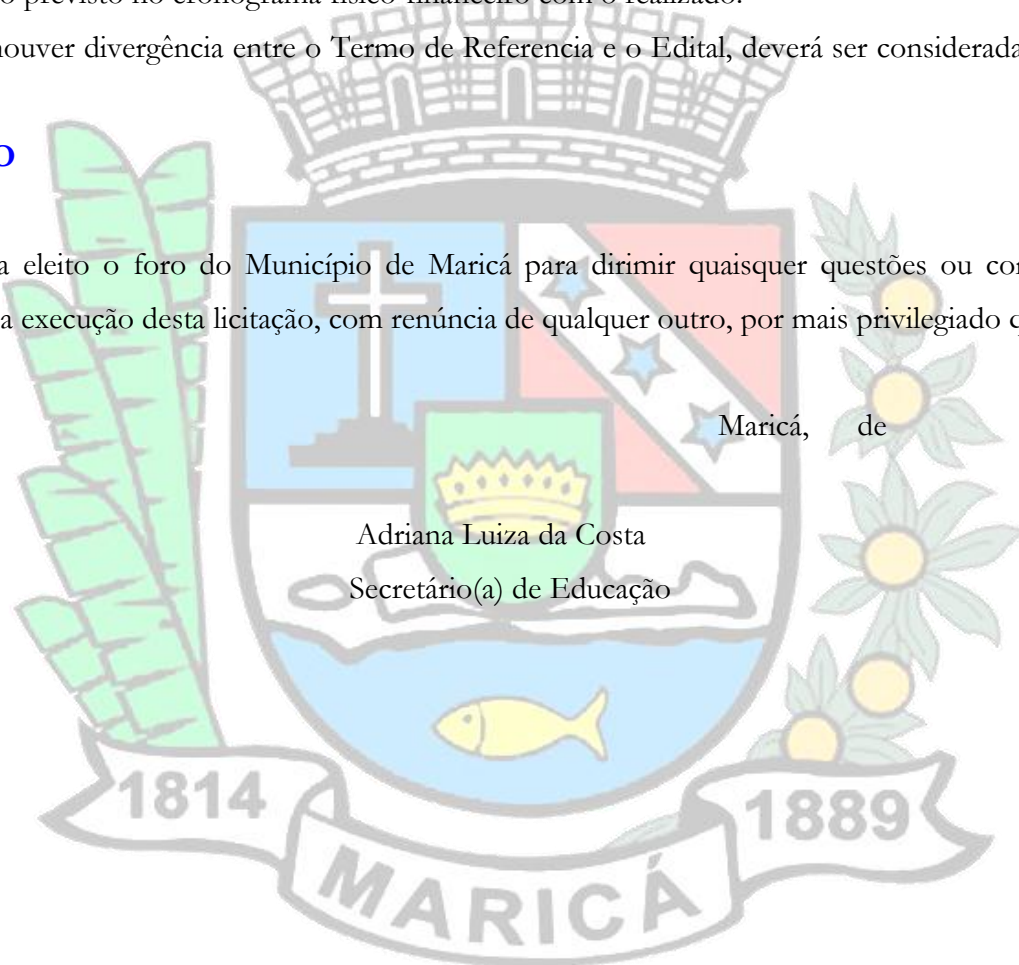 previsto no cronograma físico-financeiro com o realizado.
houver divergência entre o Termo de Referencia e o Edital, deverá ser considerada
O
eleito o foro do Município de Maricá para dirimir quaisquer questões ou
a execução desta licitação, com renúncia de qualquer outro, por mais privilegiado
Maricá, de
Adriana Luiza da Costa
Secretário(a) de Educação
1814
1889
MARICÁ